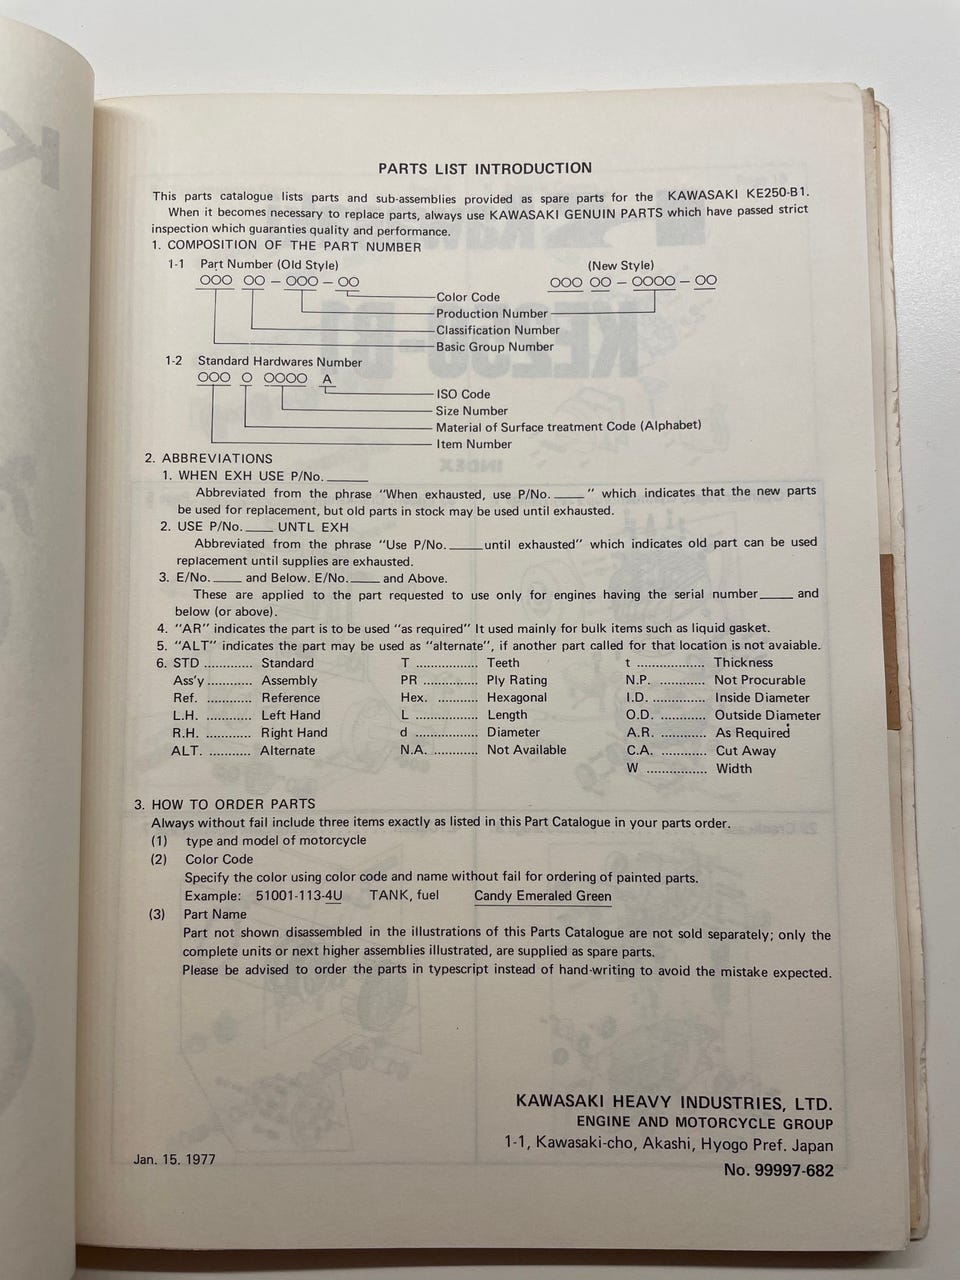 PARTS LIST INTRODUCTION
This parts catalogue lists parts and sub-assemblies provided as spare parts for the KAWASAKI KE250-B1.
When it becomes necessary to replace parts, always use KAWASAKI GENUIN PARTS which have passed strict
inspection which guaranties quality and performance.
1. COMPOSITION OF THE PART NUMBER
1-1 Part Number (Old Style) (New Style)
OOO OO – OOO – OO OOO OO – OOOO – OO
Color Code
Production Number
Classification Number
Basic Group Number
1-2 Standard Hardwares Number
OOO O OOOO A
ISO Code
Size Number
Material of Surface treatment Code (Alphabet)
Item Number
2. ABBREVIATIONS
1. WHEN EXH USE P/No. ______
Abbreviated from the phrase "When exhausted, use P/No. ____ " which indicates that the new parts
be used for replacement, but old parts in stock may be used until exhausted.
2. USE P/No. ____ UNTL EXH
Abbreviated from the phrase "Use P/No. _____ until exhausted" which indicates old part can be used
replacement until supplies are exhausted.
3. E/No. ____ and Below. E/No. ____ and Above.
These are applied to the part requested to use only for engines having the serial number _____ and
below (or above).
4. "AR" indicates the part is to be used "as required" It used mainly for bulk items such as liquid gasket.
5. "ALT" indicates the part may be used as "alternate", if another part called for that location is not avaiable.
6. STD ............ Standard T ................ Teeth t ................. Thickness
Ass'y ........... Assembly PR .............. Ply Rating N.P. ........... Not Procurable
Ref. ........... Reference Hex. ........... Hexagonal I.D. ........... Inside Diameter
L.H. ........... Left Hand L ................ Length O.D. ........... Outside Diameter
R.H. ........... Right Hand d ................ Diameter A.R. ........... As Required
ALT. .......... Alternate N.A. ........... Not Available C.A. ........... Cut Away
W ............... Width
3. HOW TO ORDER PARTS
Always without fail include three items exactly as listed in this Part Catalogue in your parts order.
(1) type and model of motorcycle
(2) Color Code
Specify the color using color code and name without fail for ordering of painted parts.
Example: 51001-113-4U TANK, fuel Candy Emeraled Green
(3) Part Name
Part not shown disassembled in the illustrations of this Parts Catalogue are not sold separately; only the
complete units or next higher assemblies illustrated, are supplied as spare parts.
Please be advised to order the parts in typescript instead of hand-writing to avoid the mistake expected.
KAWASAKI HEAVY INDUSTRIES, LTD.
ENGINE AND MOTORCYCLE GROUP
1-1, Kawasaki-cho, Akashi, Hyogo Pref. Japan
Jan. 15. 1977
No. 99997-682